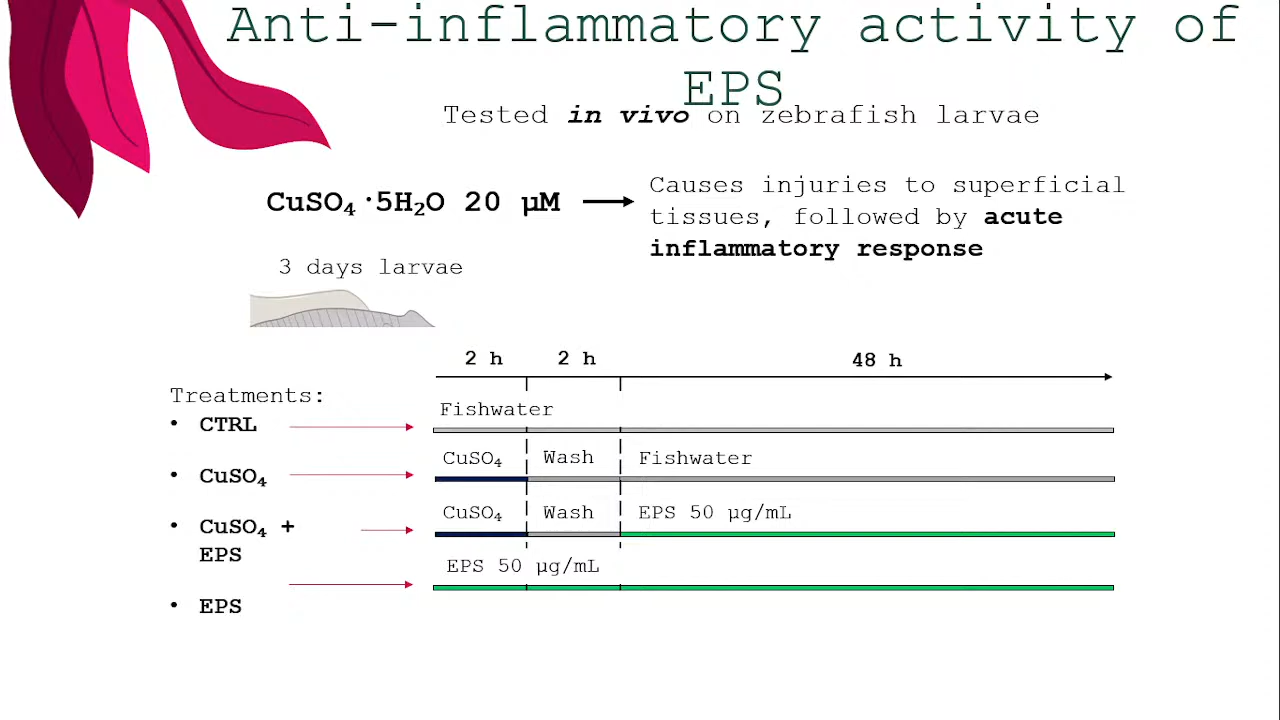 Anti-inflammatory activity of
EPS
Tested in vivo on zebrafish larvae
CuSO₄·5H₂O 20 µM
Causes injuries to superficial
tissues, followed by acute
inflammatory response
3 days larvae
2 h 2 h 48 h
Treatments:
Fishwater
• CTRL
CuSO₄ Wash Fishwater
• CuSO₄
CuSO₄ Wash EPS 50 µg/mL
• CuSO₄ +
EPS
EPS 50 µg/mL
• EPS